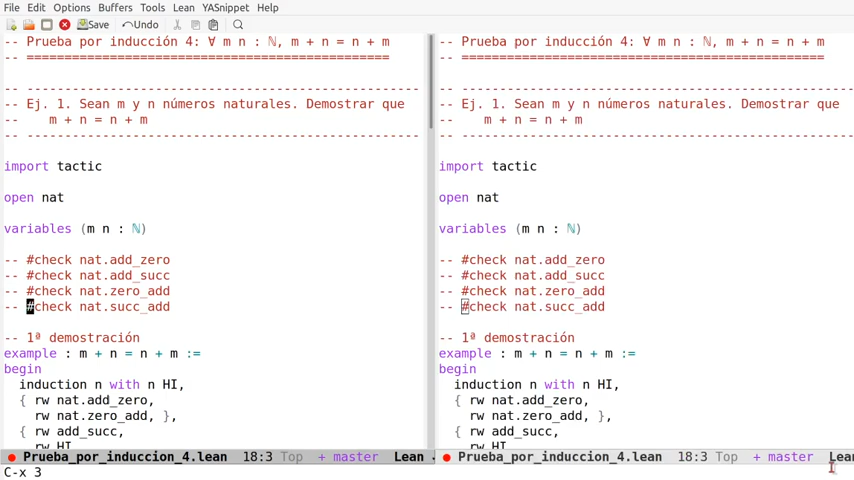 File Edit Options Buffers Tools Lean YASnippet Help
Save Undo
-- Prueba por inducción 4: ∀ m n : ℕ, m + n = n + m
-- ===============================================
-- ---------------------------------------------------
-- Ej. 1. Sean m y n números naturales. Demostrar que
--    m + n = n + m
-- ---------------------------------------------------
import tactic
open nat
variables (m n : ℕ)
-- #check nat.add_zero
-- #check nat.add_succ
-- #check nat.zero_add
-- #check nat.succ_add
-- 1ª demostración
example : m + n = n + m :=
begin
  induction n with n HI,
  { rw nat.add_zero,
    rw nat.zero_add, },
  { rw add_succ,
    rw HI
Prueba_por_induccion_4.lean 18:3 Top + master Lean
-- Prueba por inducción 4: ∀ m n : ℕ, m + n = n + m
-- ===============================================
-- ---------------------------------------------------
-- Ej. 1. Sean m y n números naturales. Demostrar que
--    m + n = n + m
-- ---------------------------------------------------
import tactic
open nat
variables (m n : ℕ)
-- #check nat.add_zero
-- #check nat.add_succ
-- #check nat.zero_add
-- #check nat.succ_add
-- 1ª demostración
example : m + n = n + m :=
begin
  induction n with n HI,
  { rw nat.add_zero,
    rw nat.zero_add, },
  { rw add_succ,
    rw HI
Prueba_por_induccion_4.lean 18:3 Top + master Lean
C-x 3